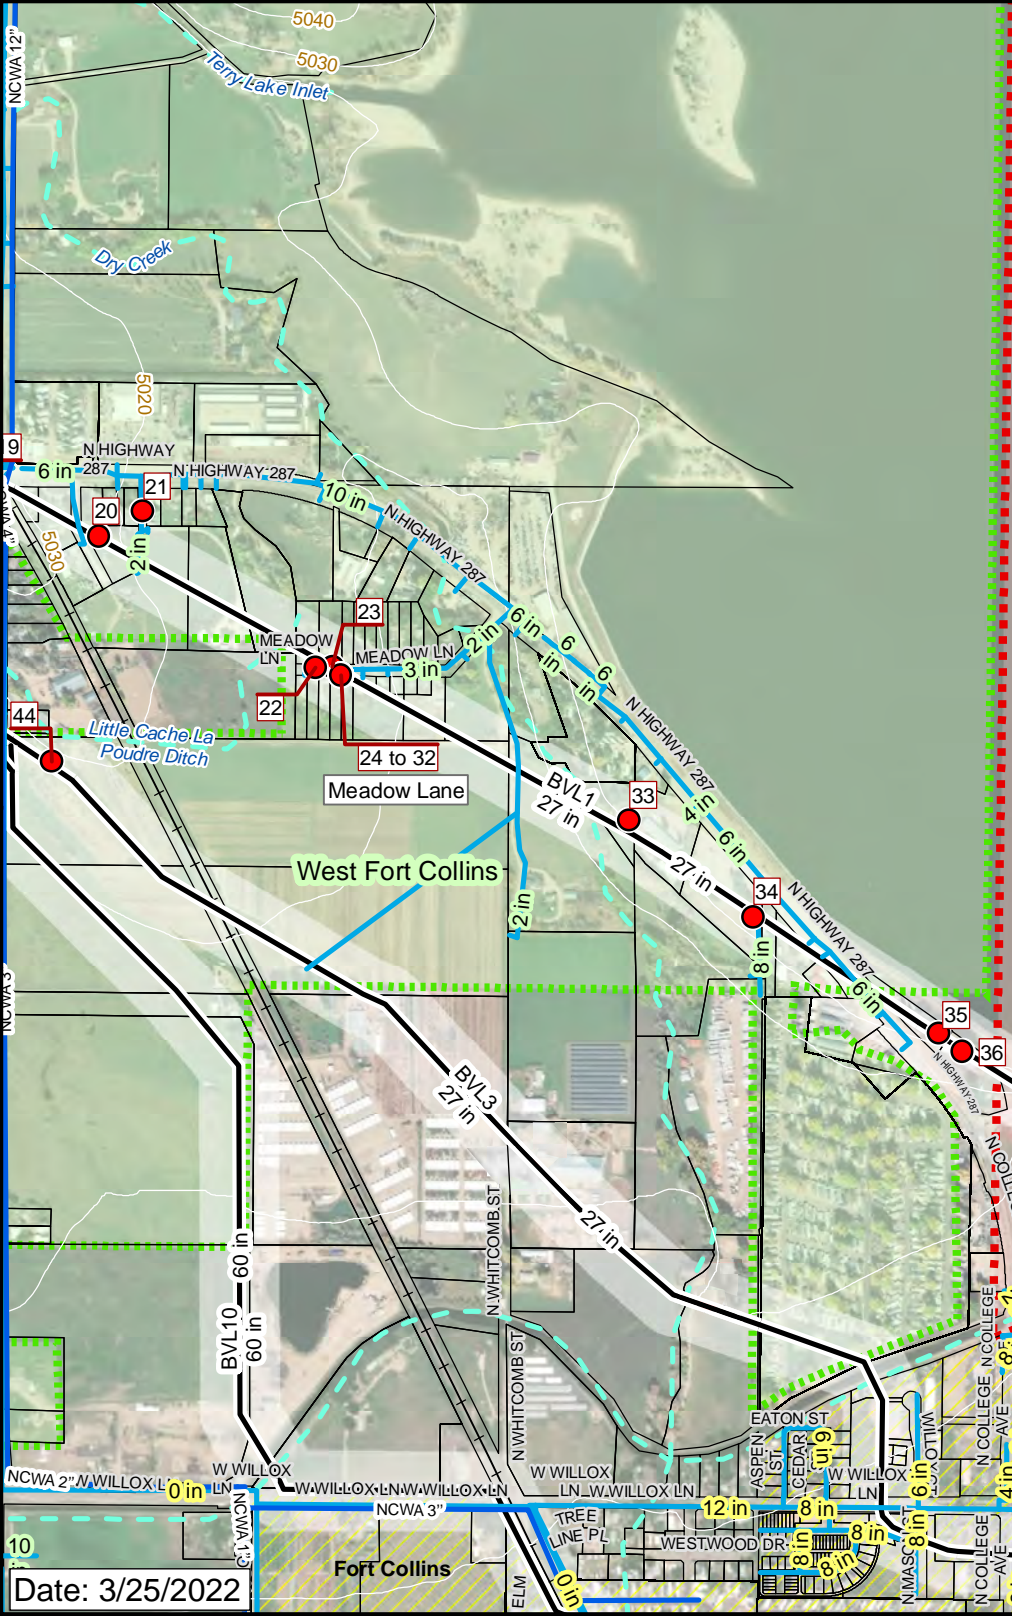 5040
5030
Terry Lake Inlet
NCWA 12"
Dry Creek
5020
9
N HIGHWAY
287
N HIGHWAY 287
6 in
21
10 in
20
N HIGHWAY 287
5030
2 in
23
6 in
6
in
6
in
2 in
MEADOW
LN
MEADOW LN
3 in
22
44
N HIGHWAY 287
Little Cache La
Poudre Ditch
24 to 32
Meadow Lane
BVL1
27 in
33
4 in
6 in
27 in
West Fort Collins
34
N HIGHWAY 287
2 in
8 in
NCWA 3"
6 in
35
36
N HIGHWAY 287
BVL3
27 in
N WHITCOMB ST
27 in
60 in
BVL10
60 in
N WHITCOMB ST
N COLLEGE
N COLLEGE
EATON ST
ASPEN
ST
CEDAR
6 in
WILLOX
N COLLEGE
AVE
NCWA 2"
W WILLOX
LN
0 in
W WILLOX LN
W WILLOX LN
W WILLOX
LN
W WILLOX LN
W WILLOX
LN
6 in
4 in
NCWA 3"
12 in
8 in
TREE
LINE PL
WESTWOOD DR
8 in
8 in
8 in
N COLLEGE
AVE
10
in
Fort Collins
ELM
0 in
Date: 3/25/2022